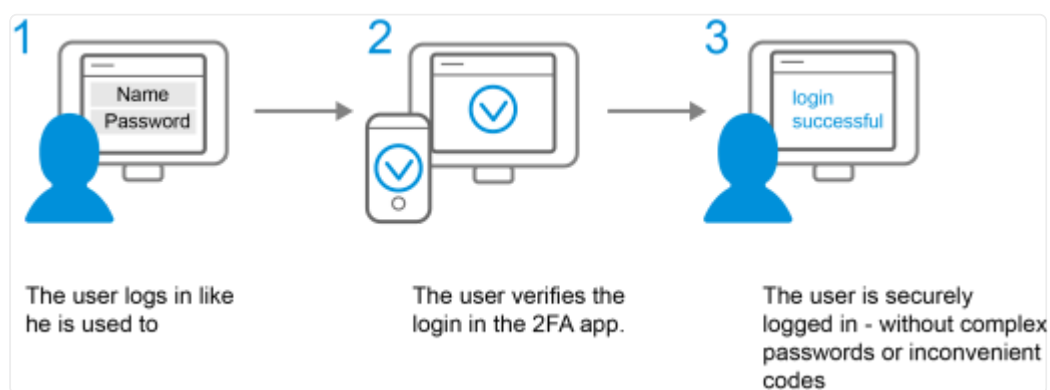 1
2
3
Name
Password
login
successful
The user logs in like
he is used to
The user verifies the
login in the 2FA app.
The user is securely
logged in - without complex
passwords or inconvenient
codes